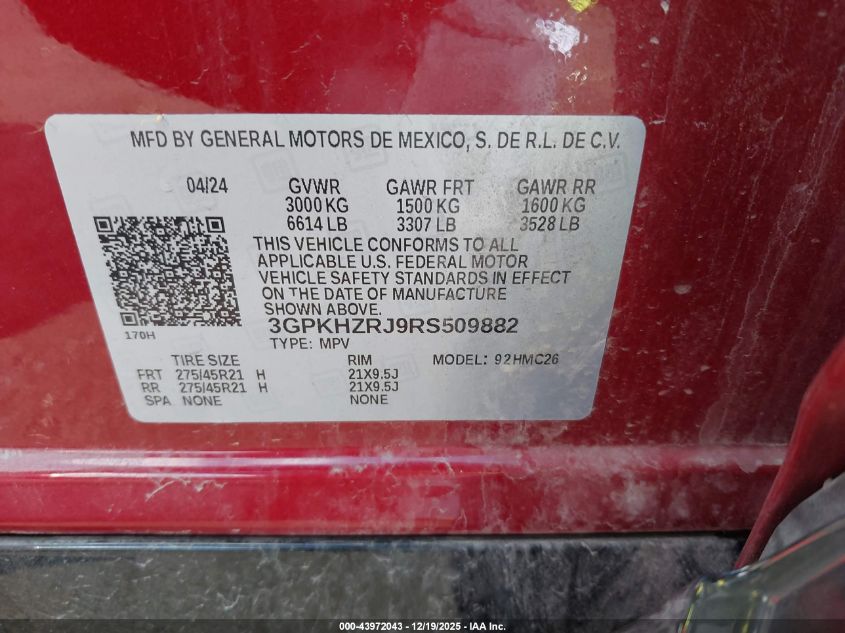 MFD BY GENERAL MOTORS DE MEXICO, S. DE R.L. DE C.V.
04/24 GVWR GAWR FRT GAWR RR
3000 KG 1500 KG 1600 KG
6614 LB 3307 LB 3528 LB
THIS VEHICLE CONFORMS TO ALL
APPLICABLE U.S. FEDERAL MOTOR
VEHICLE SAFETY STANDARDS IN EFFECT
ON THE DATE OF MANUFACTURE
SHOWN ABOVE.
3GPKHZRJ9RS509882
170H
TYPE: MPV
TIRE SIZE RIM MODEL: 92HMC26
FRT 275/45R21 H 21X9.5J
RR 275/45R21 H 21X9.5J
SPA NONE NONE
000-43972043 | 12/19/2025 | IAA Inc.